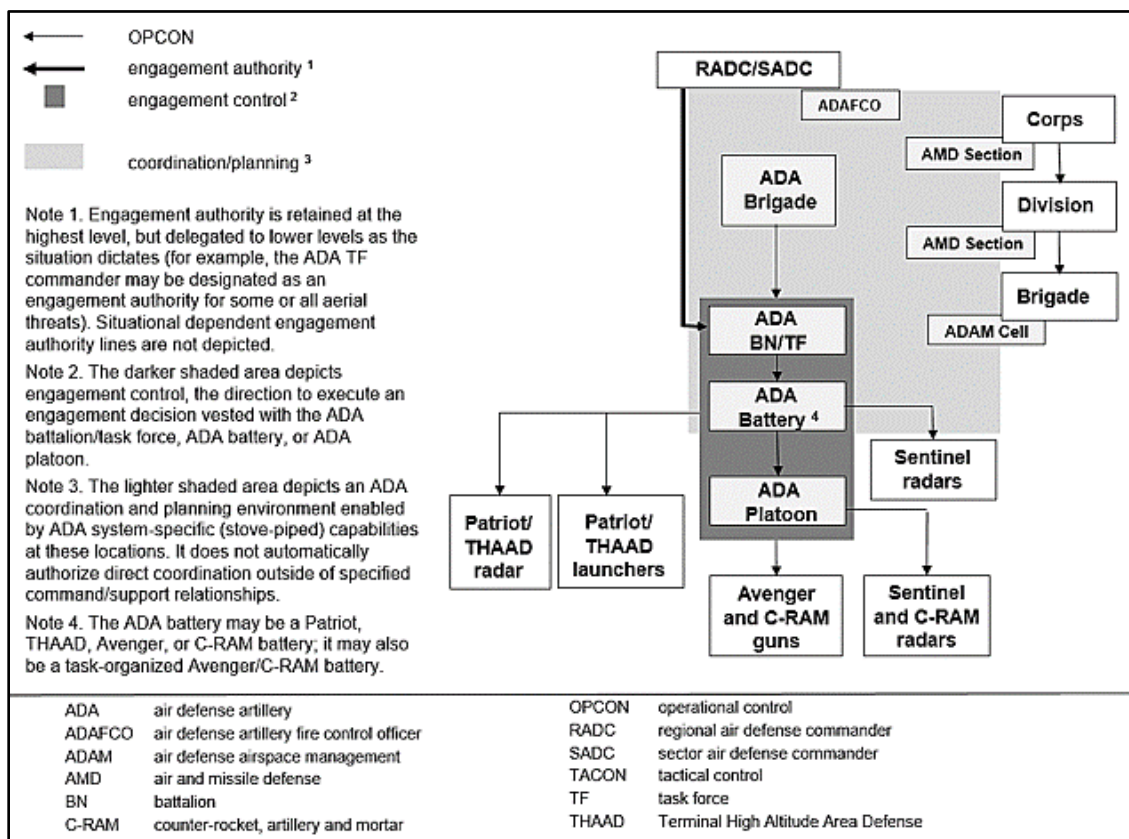 OPCON
engagement authority 1
engagement control 2
coordination/planning 3
Note 1. Engagement authority is retained at the
highest level, but delegated to lower levels as the
situation dictates (for example, the ADA TF
commander may be designated as an
engagement authority for some or all aerial
threats). Situational dependent engagement
authority lines are not depicted.
Note 2. The darker shaded area depicts
engagement control, the direction to execute an
engagement decision vested with the ADA
battalion/task force, ADA battery, or ADA
platoon.
Note 3. The lighter shaded area depicts an ADA
coordination and planning environment enabled
by ADA system-specific (stove-piped) capabilities
at these locations. It does not automatically
authorize direct coordination outside of specified
command/support relationships.
Note 4. The ADA battery may be a Patriot,
THAAD, Avenger, or C-RAM battery; it may also
be a task-organized Avenger/C-RAM battery.
RADC/SADC
ADAFCO
Corps
AMD Section
ADA
Brigade
Division
AMD Section
Brigade
ADAM Cell
ADA
BN/TF
ADA
Battery 4
Sentinel
radars
ADA
Platoon
Patriot/
THAAD
radar
Patriot/
THAAD
launchers
Avenger
and C-RAM
guns
Sentinel
and C-RAM
radars
ADA air defense artillery
ADAFCO air defense artillery fire control officer
ADAM air defense airspace management
AMD air and missile defense
BN battalion
C-RAM counter-rocket, artillery and mortar
OPCON operational control
RADC regional air defense commander
SADC sector air defense commander
TACON tactical control
TF task force
THAAD Terminal High Altitude Area Defense